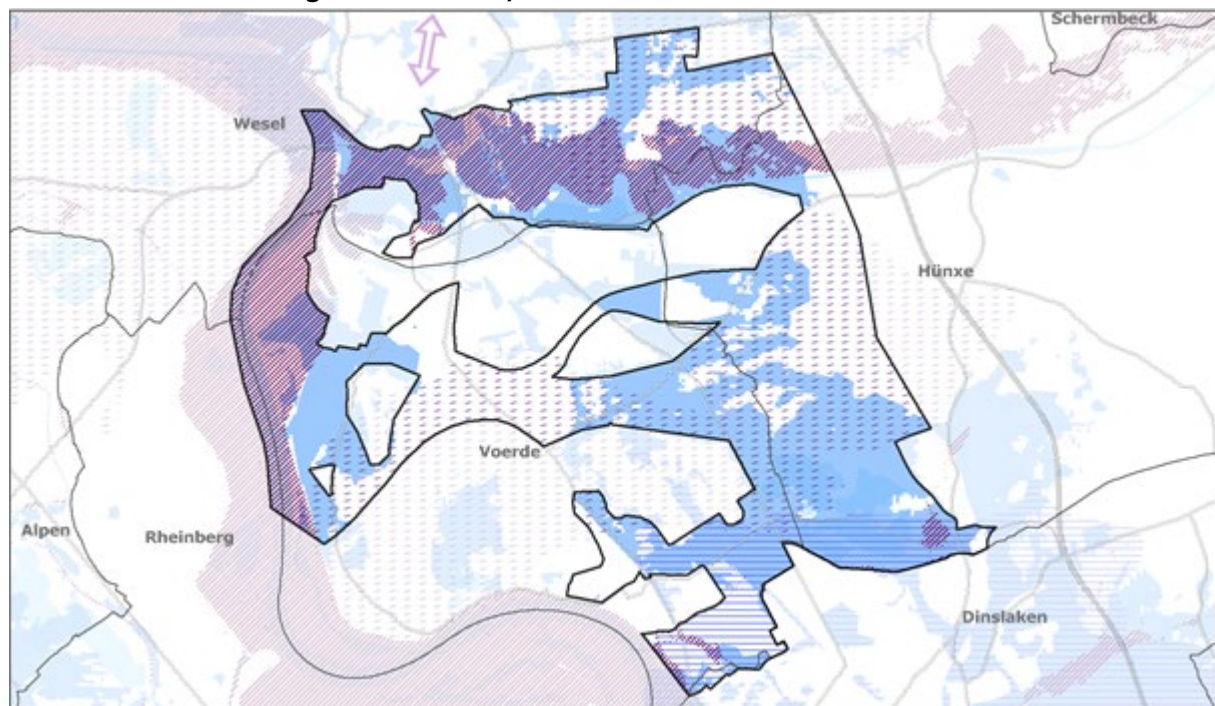 Schermbeck
Wesel
Hünxe
Voerde
Alpen
Rheinberg
Dinslaken